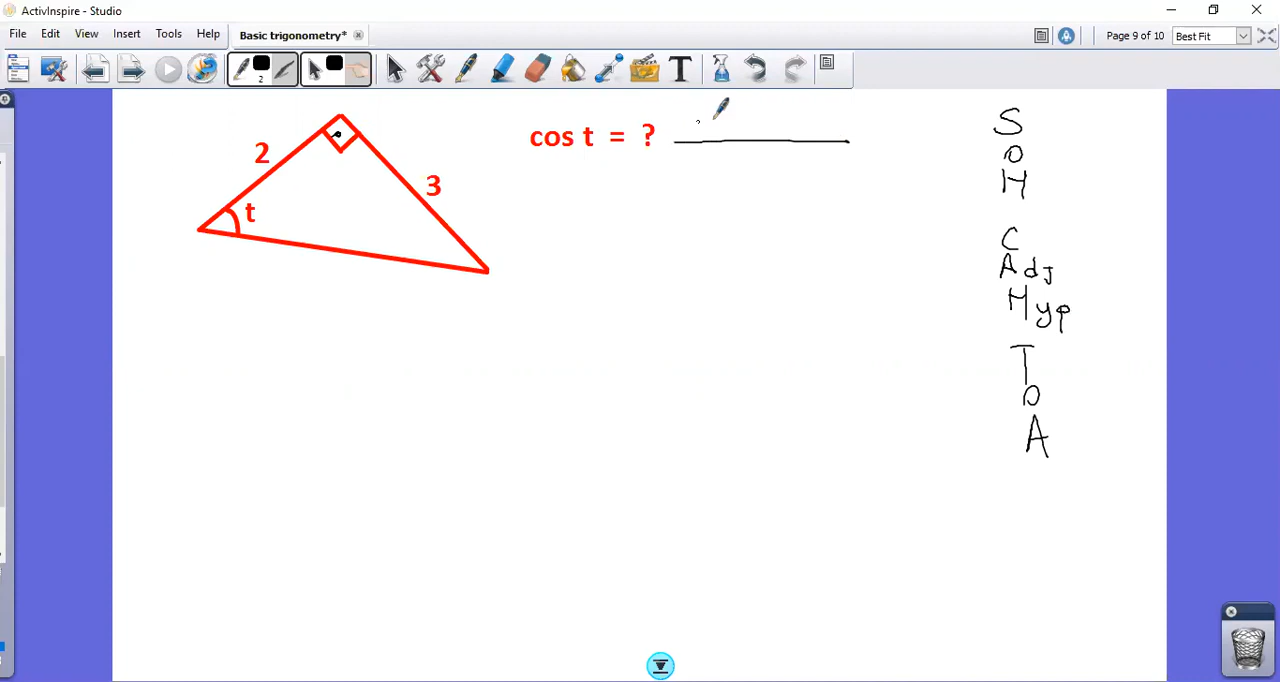 ActivInspire - Studio
File Edit View Insert Tools Help Basic trigonometry* Page 9 of 10 Best Fit
2
T
cos t = ?
2
3
t
S
O
H
C
Adj
Hyp
T
O
A